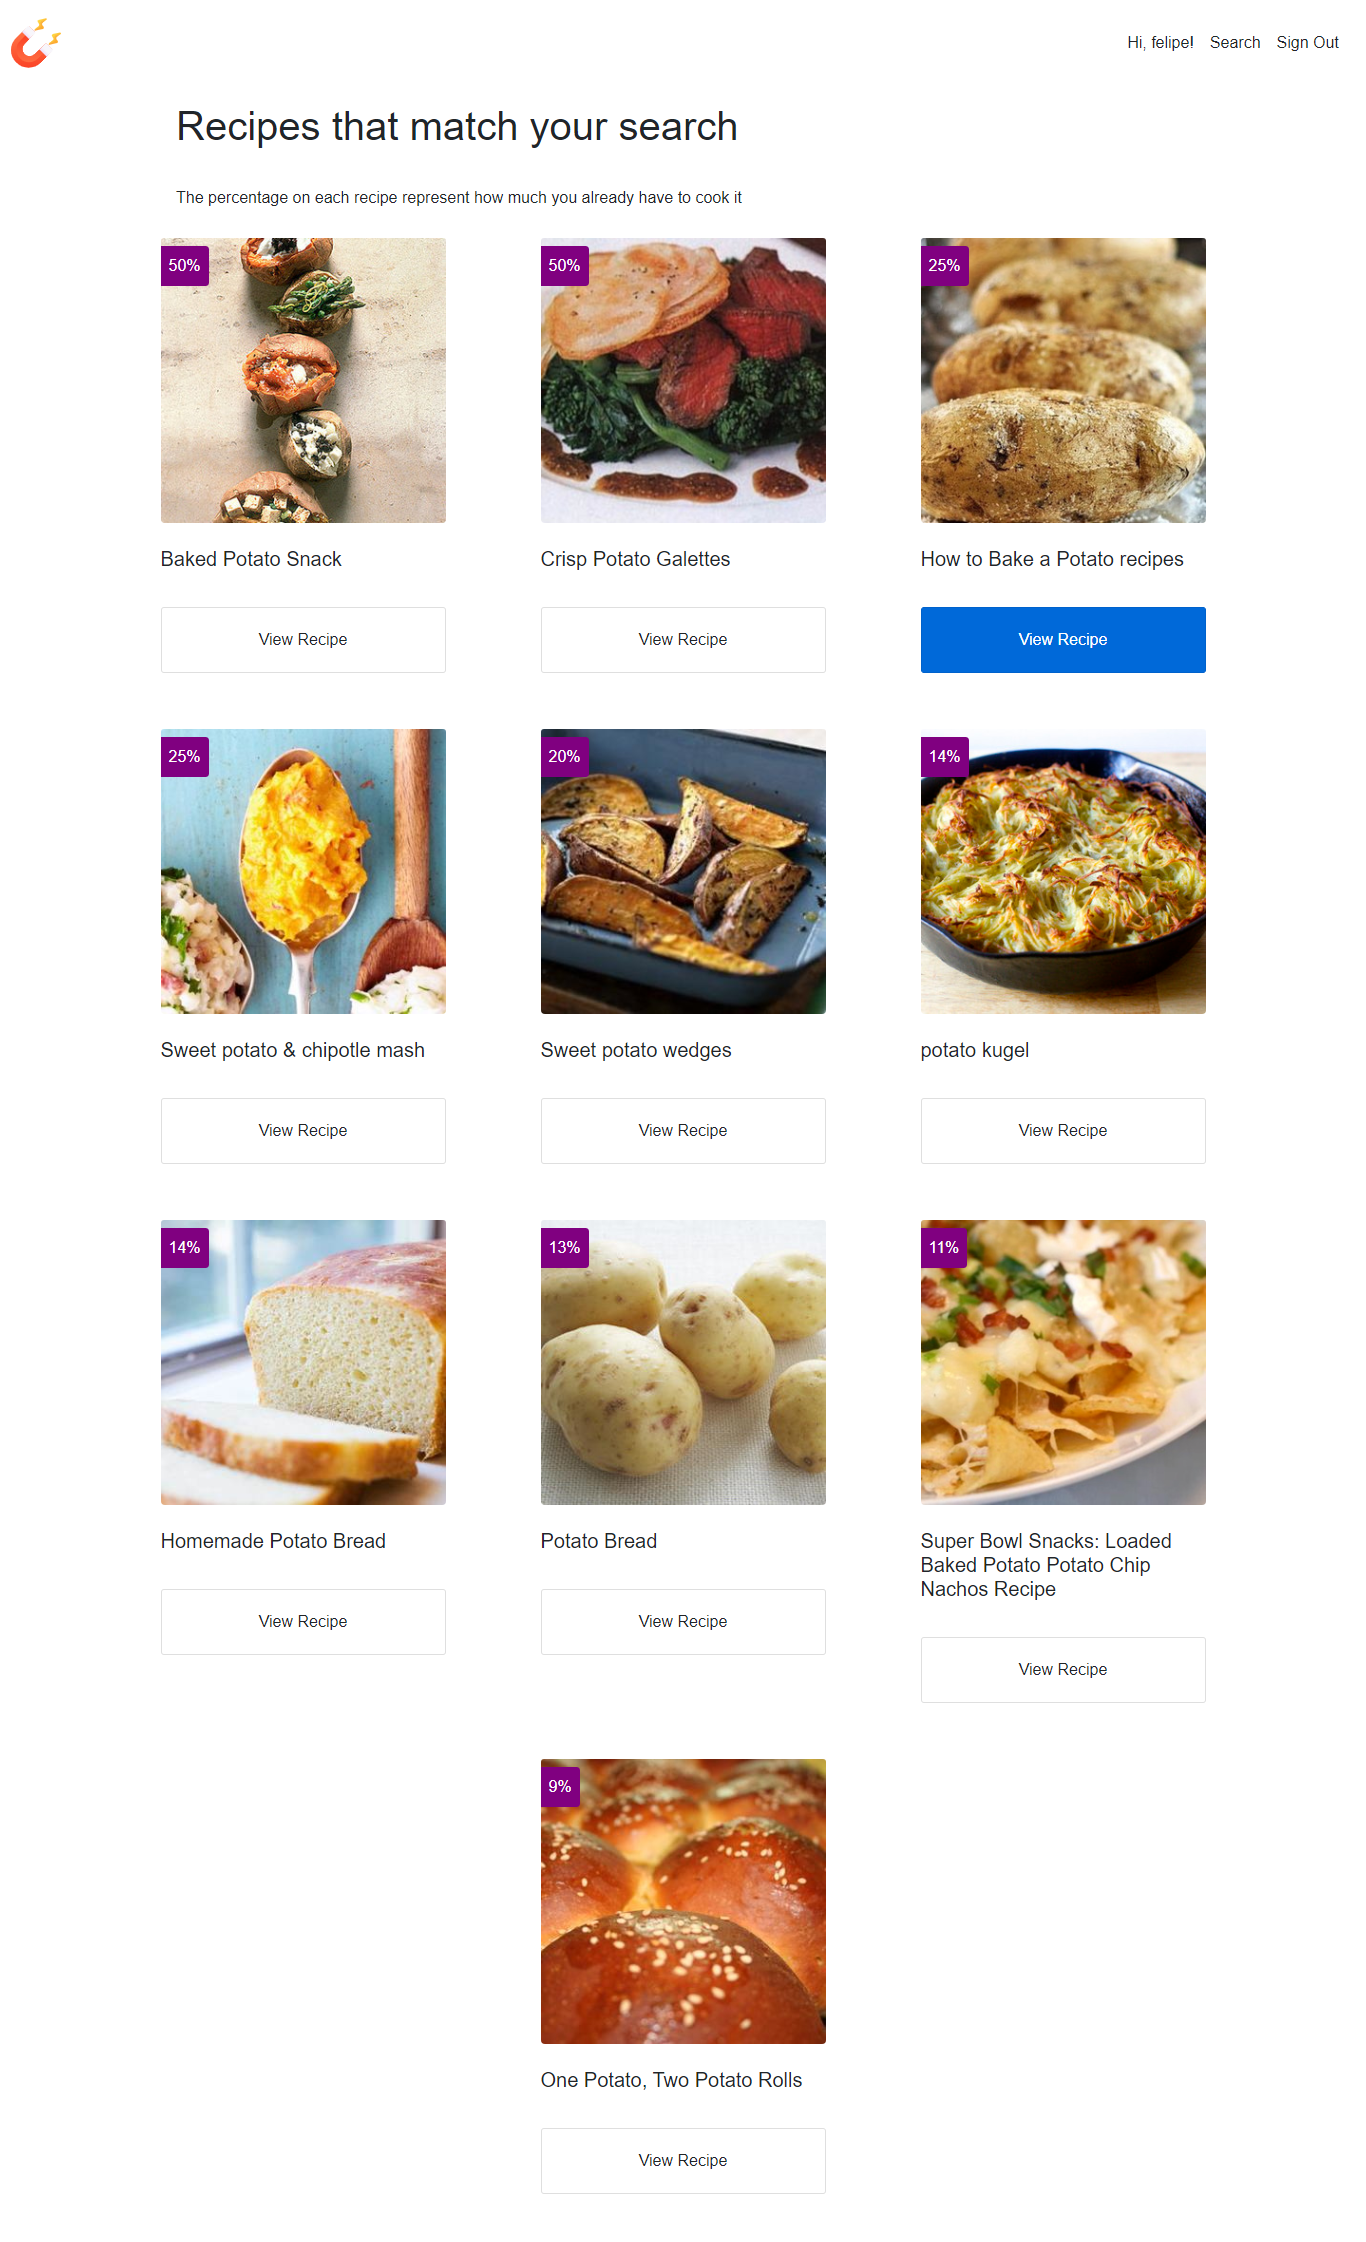 Hi, felipe! Search Sign Out
Recipes that match your search
The percentage on each recipe represent how much you already have to cook it
50%
50%
25%
Baked Potato Snack
Crisp Potato Galettes
How to Bake a Potato recipes
View Recipe
View Recipe
View Recipe
25%
20%
14%
Sweet potato & chipotle mash
Sweet potato wedges
potato kugel
View Recipe
View Recipe
View Recipe
14%
13%
11%
Homemade Potato Bread
Potato Bread
Super Bowl Snacks: Loaded
Baked Potato Potato Chip
Nachos Recipe
View Recipe
View Recipe
View Recipe
9%
One Potato, Two Potato Rolls
View Recipe